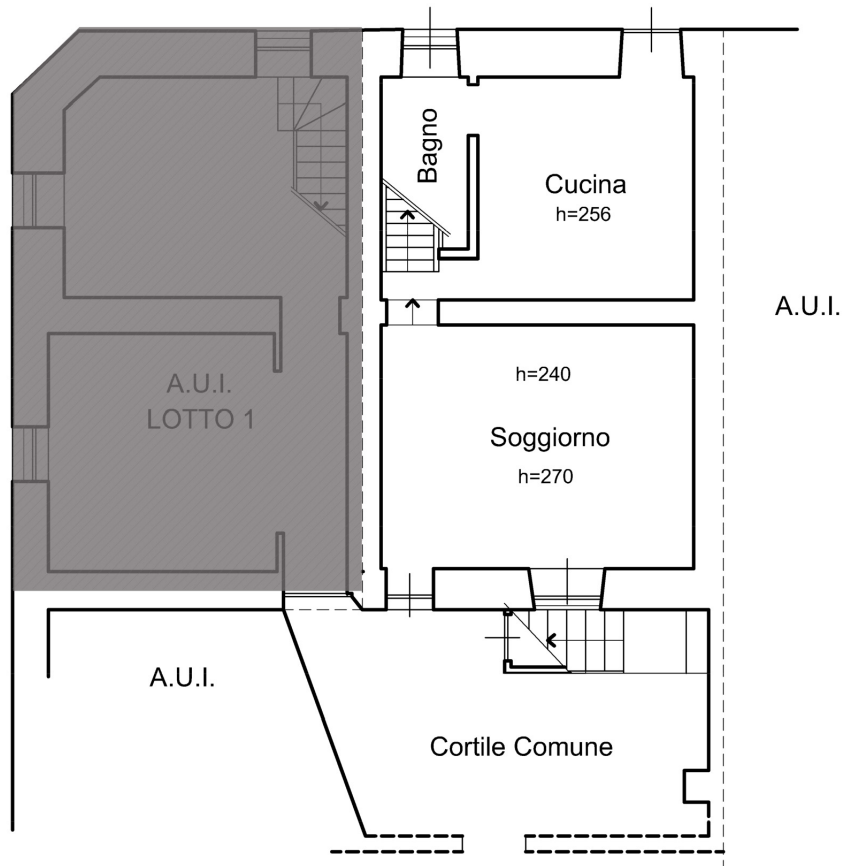 Bagno
Cucina
h=256
A.U.I.
h=240
A.U.I.
LOTTO 1
Soggiorno
h=270
A.U.I.
Cortile Comune